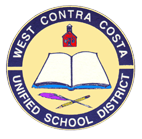 WEST CONTRA COSTA
UNIFIED SCHOOL DISTRICT